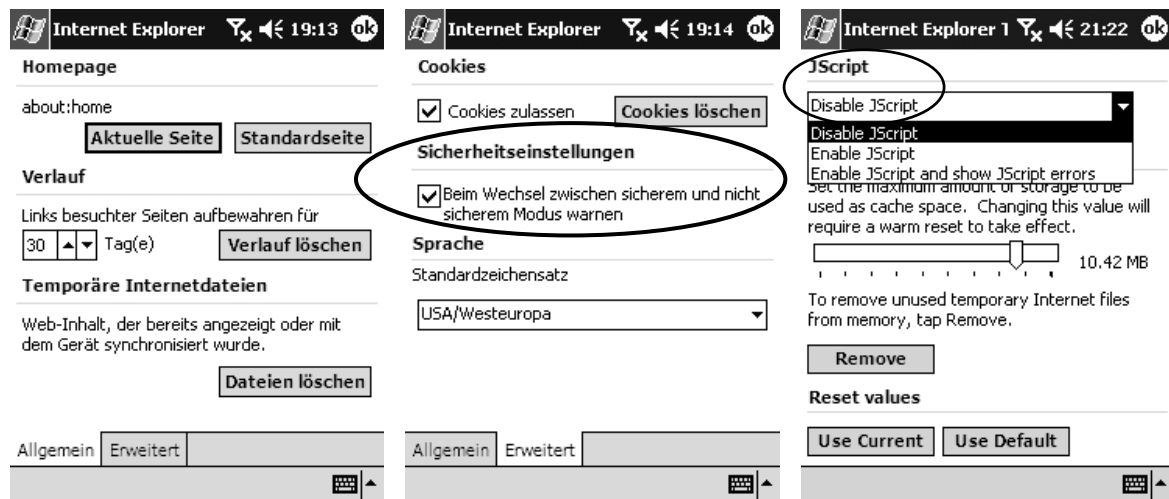 Internet Explorer 19:13 ok
Homepage
about:home
Aktuelle Seite Standardseite
Verlauf
Links besuchter Seiten aufbewahren für
30 Tag(e) Verlauf löschen
Temporäre Internetdateien
Web-Inhalt, der bereits angezeigt oder mit
dem Gerät synchronisiert wurde.
Dateien löschen
Allgemein Erweitert
Internet Explorer 19:14 ok
Cookies
Cookies zulassen Cookies löschen
Sicherheitseinstellungen
Beim Wechsel zwischen sicherem und nicht
sicherem Modus warnen
Sprache
Standardzeichensatz
USA/Westeuropa
Allgemein Erweitert
Internet Explorer 21:22 ok
JScript
Disable JScript
Disable JScript
Enable JScript
Enable JScript and show JScript errors
Set the maximum amount of storage to be
used as cache space. Changing this value will
require a warm reset to take effect.
10.42 MB
To remove unused temporary Internet files
from memory, tap Remove.
Remove
Reset values
Use Current Use Default